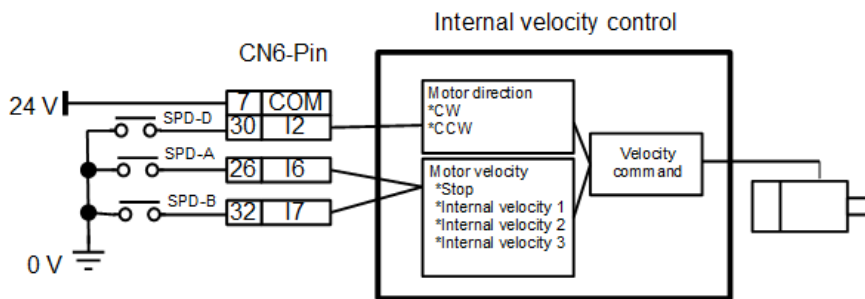 Internal velocity control
CN6-Pin
24 V
7 COM
SPD-D
30 I2
SPD-A
26 I6
SPD-B
32 I7
0 V
Motor direction
*CW
*CCW
Motor velocity
*Stop
*Internal velocity 1
*Internal velocity 2
*Internal velocity 3
Velocity
command